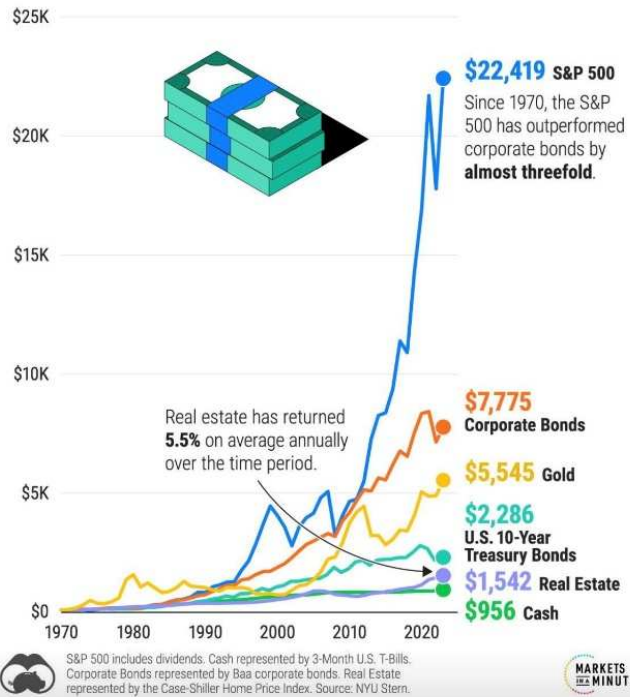 $25K
$22,419 S&P 500
Since 1970, the S&P
500 has outperformed
corporate bonds by
almost threefold.
$20K
$15K
$10K
Real estate has returned
5.5% on average annually
over the time period.
$7,775
Corporate Bonds
$5,545 Gold
$5K
$2,286
U.S. 10-Year
Treasury Bonds
$1,542 Real Estate
$956 Cash
$0
1970 1980 1990 2000 2010 2020
S&P 500 includes dividends. Cash represented by 3-Month U.S. T-Bills.
Corporate Bonds represented by Baa corporate bonds. Real Estate
represented by the Case-Shiller Home Price Index. Source: NYU Stern.
MARKETS
IN A MINUT